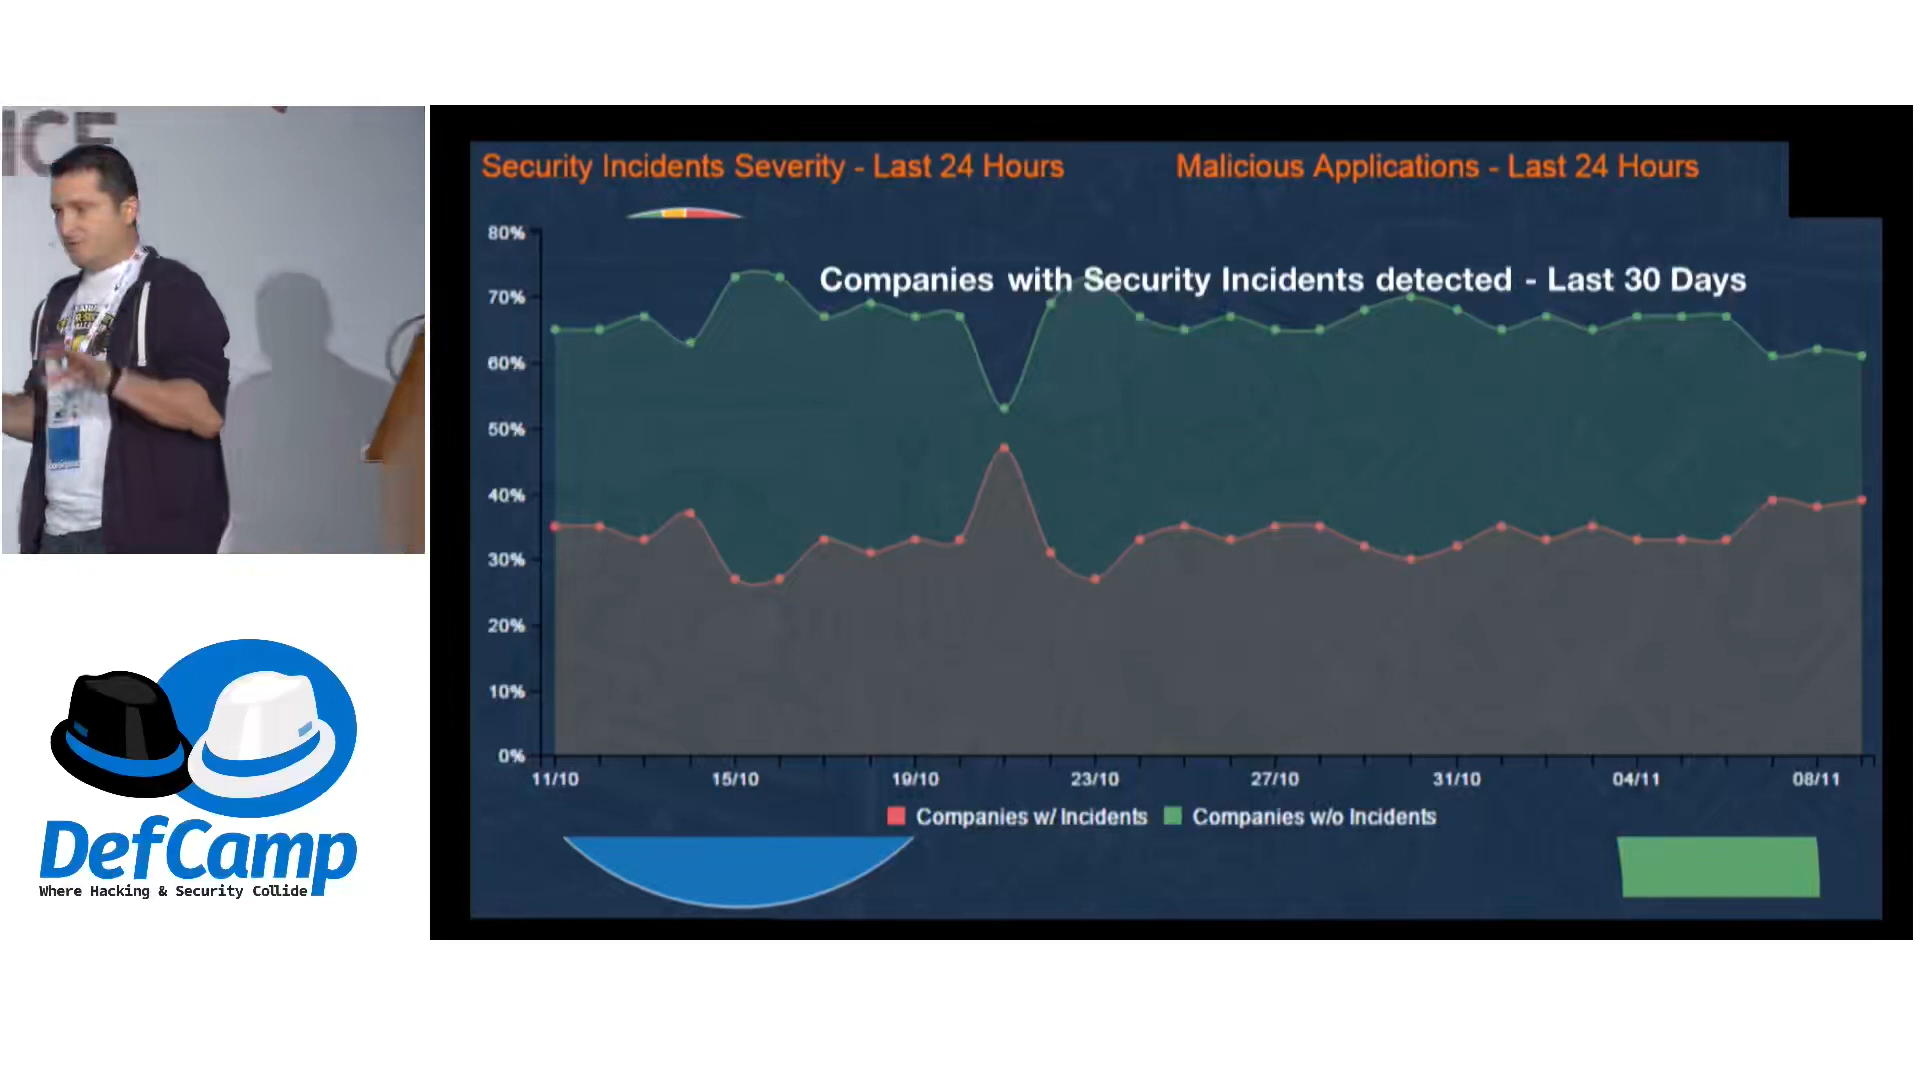 ICE
Security Incidents Severity - Last 24 Hours
Malicious Applications - Last 24 Hours
Companies with Security Incidents detected - Last 30 Days
80%
70%
60%
50%
40%
30%
20%
10%
0%
11/10 15/10 19/10 23/10 27/10 31/10 04/11 08/11
Companies w/ Incidents Companies w/o Incidents
DefCamp
Where Hacking & Security Collide